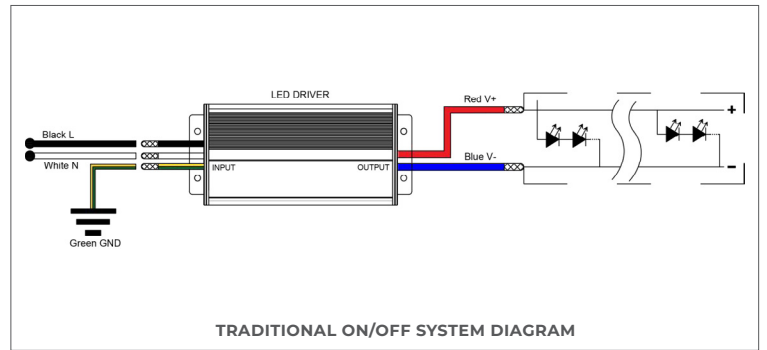 LED DRIVER
Red V+
Black L
White N
INPUT
OUTPUT
Blue V-
Green GND
+
-
TRADITIONAL ON/OFF SYSTEM DIAGRAM